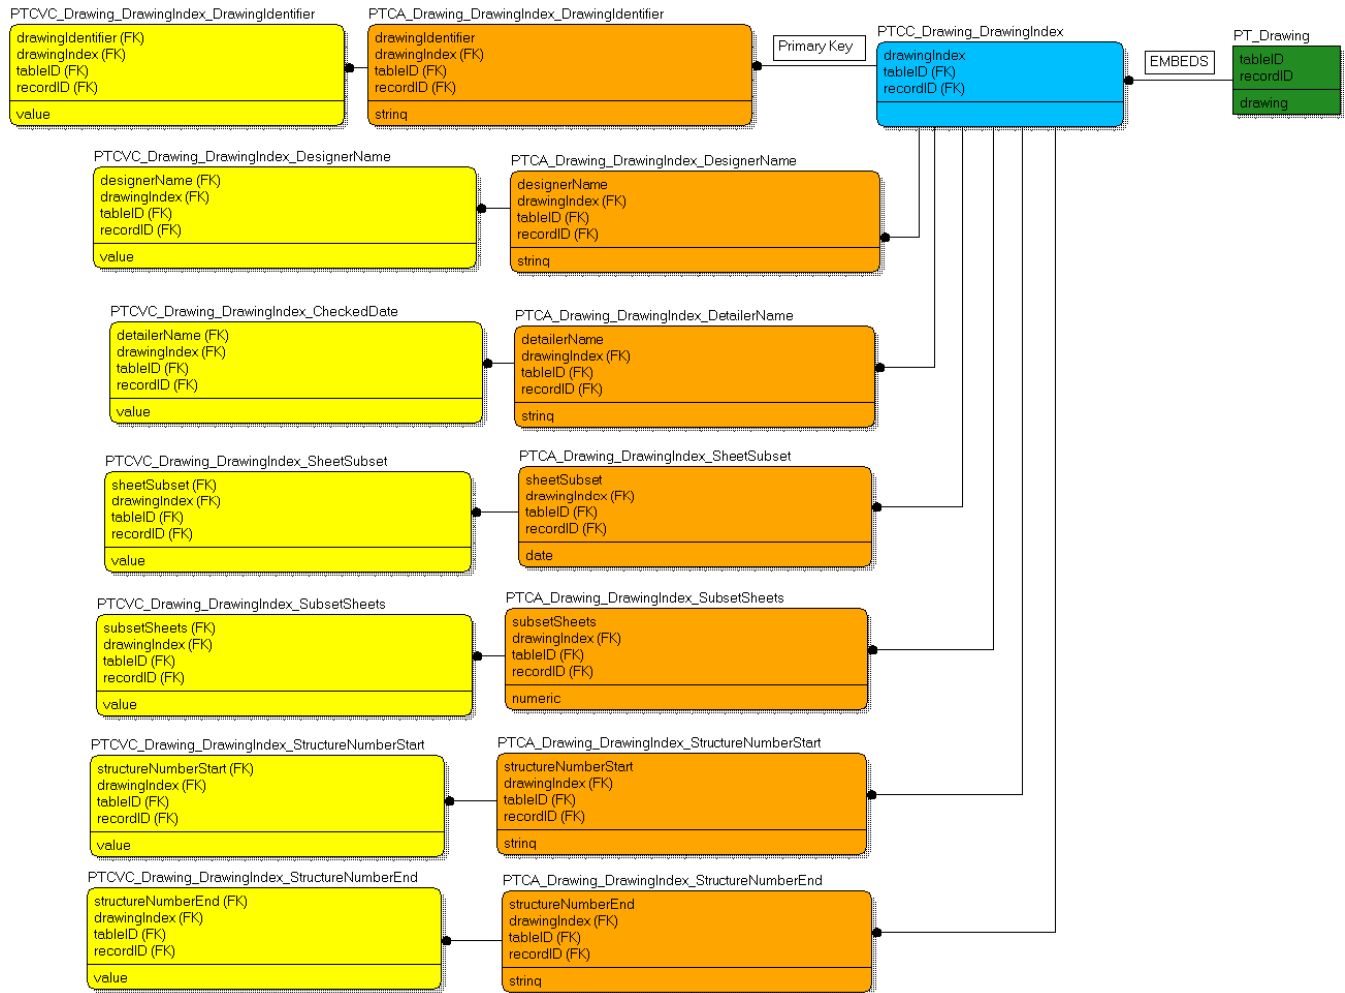 PTCVC_Drawing_DrawingIndex_DrawingIdentifier
drawingIdentifier (FK)
drawingIndex (FK)
tableID (FK)
recordID (FK)
value
PTCA_Drawing_DrawingIndex_DrawingIdentifier
drawingIdentifier
drawingIndex (FK)
tableID (FK)
recordID (FK)
string
Primary Key
PTCC_Drawing_DrawingIndex
drawingIndex
tableID (FK)
recordID (FK)
EMBEDS
PT_Drawing
tableID
recordID
drawing
PTCVC_Drawing_DrawingIndex_DesignerName
designerName (FK)
drawingIndex (FK)
tableID (FK)
recordID (FK)
value
PTCA_Drawing_DrawingIndex_DesignerName
designerName
drawingIndex (FK)
tableID (FK)
recordID (FK)
string
PTCVC_Drawing_DrawingIndex_CheckedDate
detailerName (FK)
drawingIndex (FK)
tableID (FK)
recordID (FK)
value
PTCA_Drawing_DrawingIndex_DetailerName
detailerName
drawingIndex (FK)
tableID (FK)
recordID (FK)
string
PTCVC_Drawing_DrawingIndex_SheetSubset
sheetSubset (FK)
drawingIndex (FK)
tableID (FK)
recordID (FK)
value
PTCA_Drawing_DrawingIndex_SheetSubset
sheetSubset
drawingIndex (FK)
tableID (FK)
recordID (FK)
date
PTCVC_Drawing_DrawingIndex_SubsetSheets
subsetSheets (FK)
drawingIndex (FK)
tableID (FK)
recordID (FK)
value
PTCA_Drawing_DrawingIndex_SubsetSheets
subsetSheets
drawingIndex (FK)
tableID (FK)
recordID (FK)
numeric
PTCVC_Drawing_DrawingIndex_StructureNumberStart
structureNumberStart (FK)
drawingIndex (FK)
tableID (FK)
recordID (FK)
value
PTCA_Drawing_DrawingIndex_StructureNumberStart
structureNumberStart
drawingIndex (FK)
tableID (FK)
recordID (FK)
string
PTCVC_Drawing_DrawingIndex_StructureNumberEnd
structureNumberEnd (FK)
drawingIndex (FK)
tableID (FK)
recordID (FK)
value
PTCA_Drawing_DrawingIndex_StructureNumberEnd
structureNumberEnd
drawingIndex (FK)
tableID (FK)
recordID (FK)
string